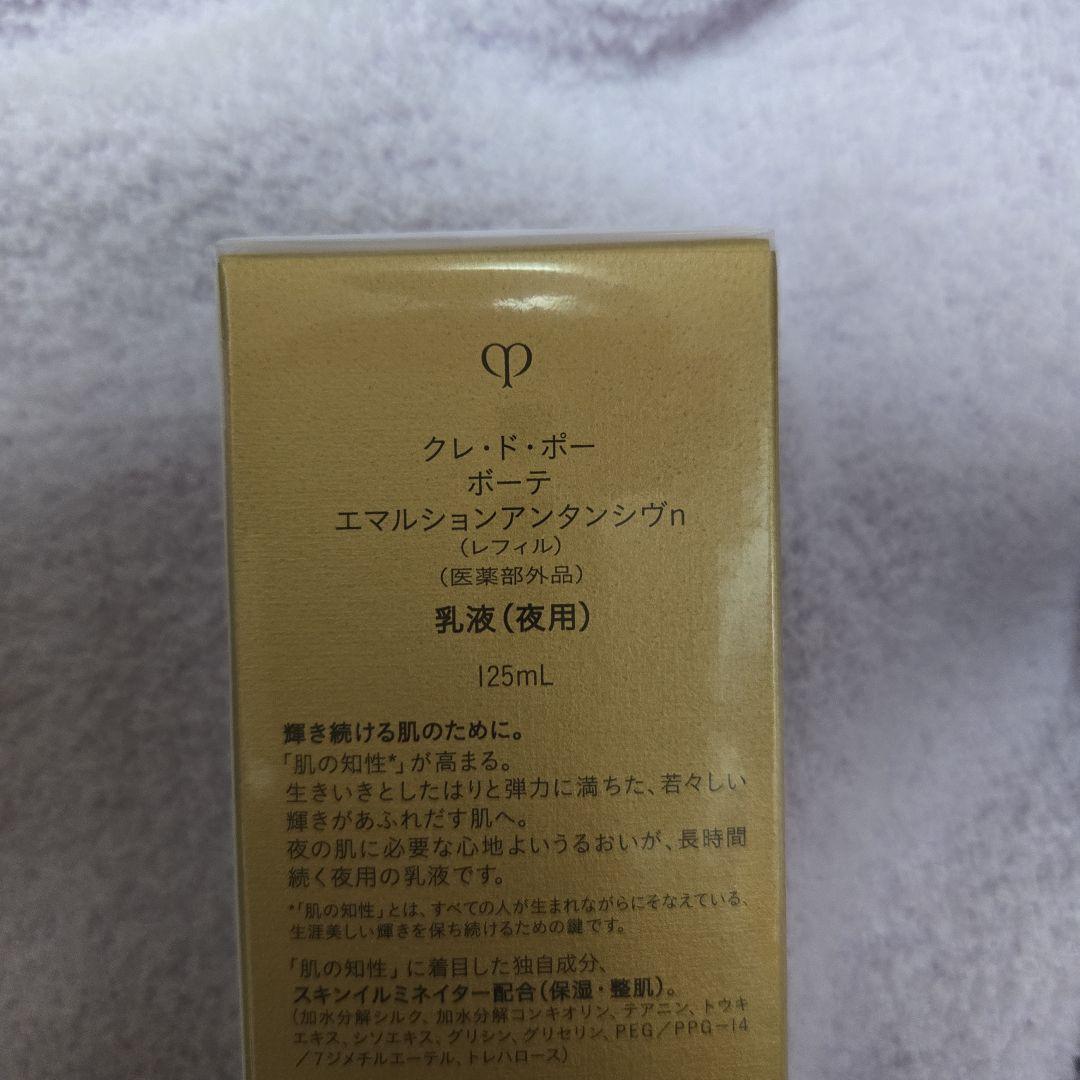 クレ・ド・ポー
ボーテ
エマルションアンタンシヴn
（レフィル）
（医薬部外品）
乳液（夜用）
125mL
輝き続ける肌のために。
「肌の知性*」が高まる。
生きいきとしたはりと弾力に満ちた、若々しい
輝きがあふれだす肌へ。
夜の肌に必要な心地よいうるおいが、長時間
続く夜用の乳液です。
*「肌の知性」とは、すべての人が生まれながらにそなえている、
生涯美しい輝きを保ち続けるための鍵です。
「肌の知性」に着目した独自成分、
スキンイルミネイター配合（保湿・整肌）。
（加水分解シルク、加水分解コンキオリン、テアニン、トウキ
エキス、シソエキス、グリシン、グリセリン、PEG／PPG-14
／7ジメチルエーテル、トレハロース）